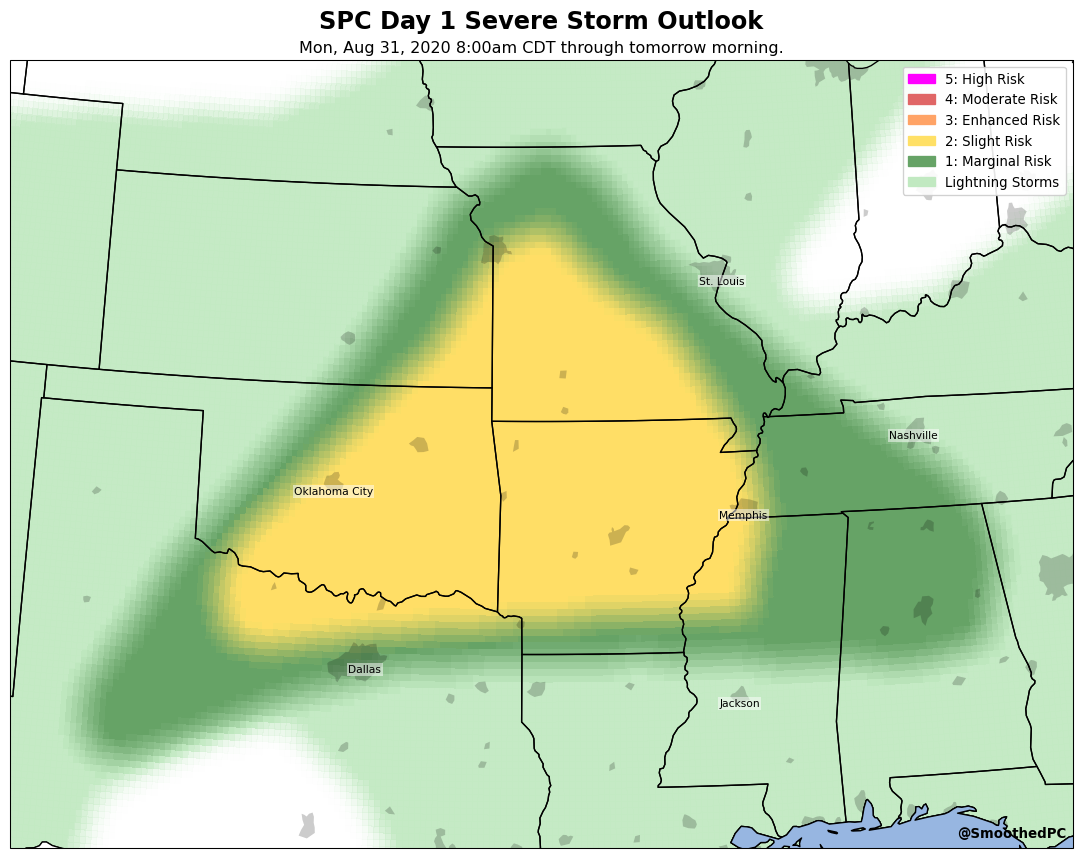 SPC Day 1 Severe Storm Outlook
Mon, Aug 31, 2020 8:00am CDT through tomorrow morning.
5: High Risk
4: Moderate Risk
3: Enhanced Risk
2: Slight Risk
1: Marginal Risk
Lightning Storms
St. Louis
Nashville
Oklahoma City
Memphis
Dallas
Jackson
@SmoothedPC